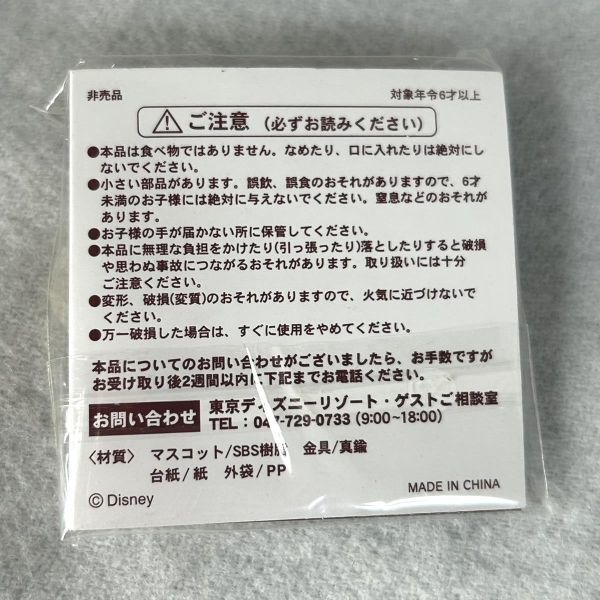 非売品
対象年令6才以上
⚠ ご注意 （必ずお読みください）
●本品は食べ物ではありません。なめたり、口に入れたりは絶対にし
ないでください。
●小さい部品があります。誤飲、誤食のおそれがありますので、6才
未満のお子様には絶対に与えないでください。窒息などのおそれが
あります。
●お子様の手が届かない所に保管してください。
●本品に無理な負担をかけたり(引っ張ったり)落としたりすると破損
や思わぬ事故につながるおそれがあります。取り扱いには十分
ご注意ください。
●変形、破損(変質)のおそれがありますので、火気に近づけないで
ください。
●万一破損した場合は、すぐに使用をやめてください。
本品についてのお問い合わせがございましたら、お手数ですが
お受け取り後2週間以内に下記までお電話ください。
お問い合わせ 東京ディズニーリゾート・ゲストご相談室
TEL : 047-729-0733 (9:00~18:00)
〈材質〉 マスコット/SBS樹脂 金具/真鍮
台紙/紙 外袋/PP
© Disney
MADE IN CHINA